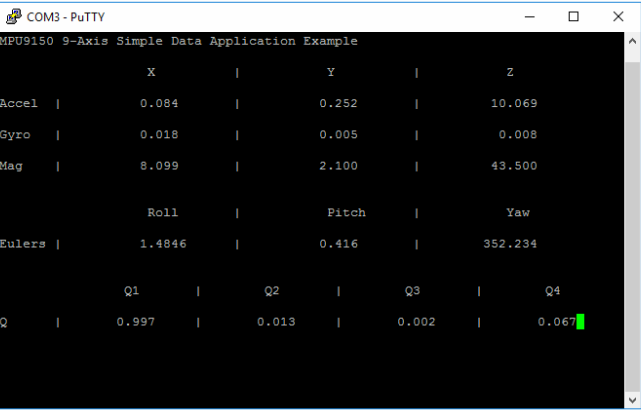 COM3 - PuTTY
MPU9150 9-Axis Simple Data Application Example
X | Y | Z
Accel | 0.084 | 0.252 | 10.069
Gyro | 0.018 | 0.005 | 0.008
Mag | 8.099 | 2.100 | 43.500
Roll | Pitch | Yaw
Eulers | 1.4846 | 0.416 | 352.234
Q1 | Q2 | Q3 | Q4
Q | 0.997 | 0.013 | 0.002 | 0.067